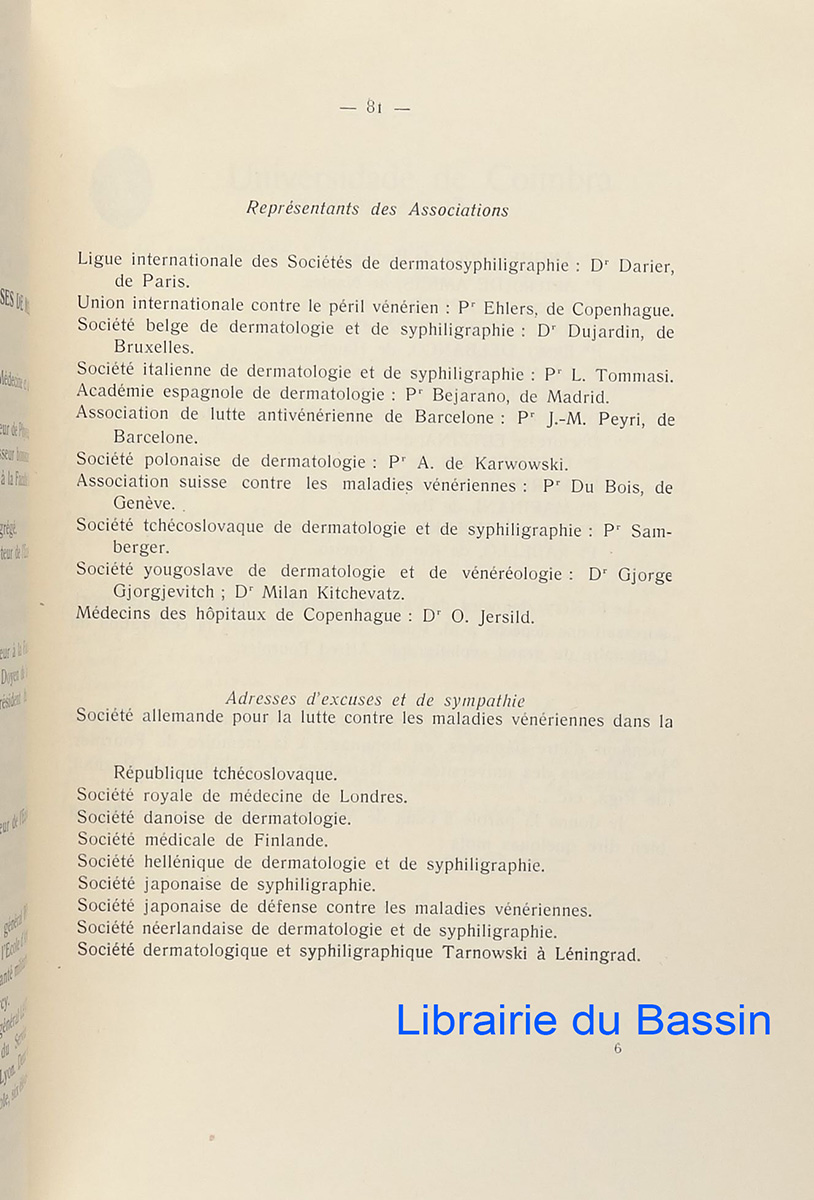 — 81 —
Représentants des Associations
Ligue internationale des Sociétés de dermatosyphiligraphie : Dʳ Darier,
de Paris.
Union internationale contre le péril vénérien : Pʳ Ehlers, de Copenhague.
Société belge de dermatologie et de syphiligraphie : Dʳ Dujardin, de
Bruxelles.
Société italienne de dermatologie et de syphiligraphie : Pʳ L. Tommasi.
Académie espagnole de dermatologie : Pʳ Bejarano, de Madrid.
Association de lutte antivénérienne de Barcelone : Pʳ J.-M. Peyri, de
Barcelone.
Société polonaise de dermatologie : Pʳ A. de Karwowski.
Association suisse contre les maladies vénériennes : Pʳ Du Bois, de
Genève.
Société tchécoslovaque de dermatologie et de syphiligraphie : Pʳ Sam-
berger.
Société yougoslave de dermatologie et de vénéréologie : Dʳ Gjorge
Gjorgjevitch ; Dʳ Milan Kitchevatz.
Médecins des hôpitaux de Copenhague : Dʳ O. Jersild.
Adresses d'excuses et de sympathie
Société allemande pour la lutte contre les maladies vénériennes dans la
République tchécoslovaque.
Société royale de médecine de Londres.
Société danoise de dermatologie.
Société médicale de Finlande.
Société hellénique de dermatologie et de syphiligraphie.
Société japonaise de syphiligraphie.
Société japonaise de défense contre les maladies vénériennes.
Société néerlandaise de dermatologie et de syphiligraphie.
Société dermatologique et syphiligraphique Tarnowski à Léningrad.
Librairie du Bassin
6